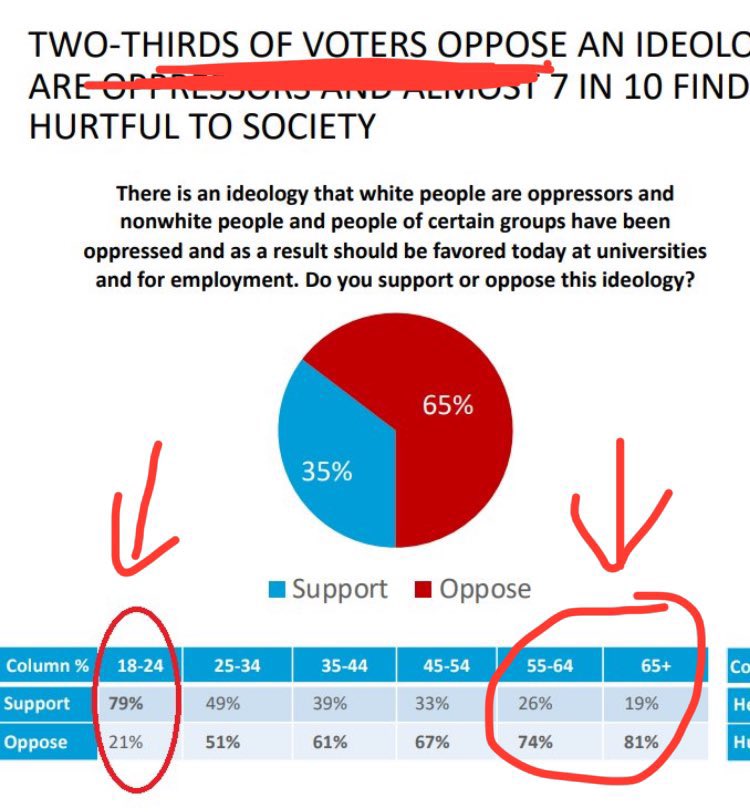 TWO-THIRDS OF VOTERS OPPOSE AN IDEOLO
ARE OPPRESSORS AND ALMOST 7 IN 10 FIND
HURTFUL TO SOCIETY
There is an ideology that white people are oppressors and
nonwhite people and people of certain groups have been
oppressed and as a result should be favored today at universities
and for employment. Do you support or oppose this ideology?
65%
35%
Support Oppose
Column % 18-24 25-34 35-44 45-54 55-64 65+ Co
Support 79% 49% 39% 33% 26% 19% He
Oppose 21% 51% 61% 67% 74% 81% Hu